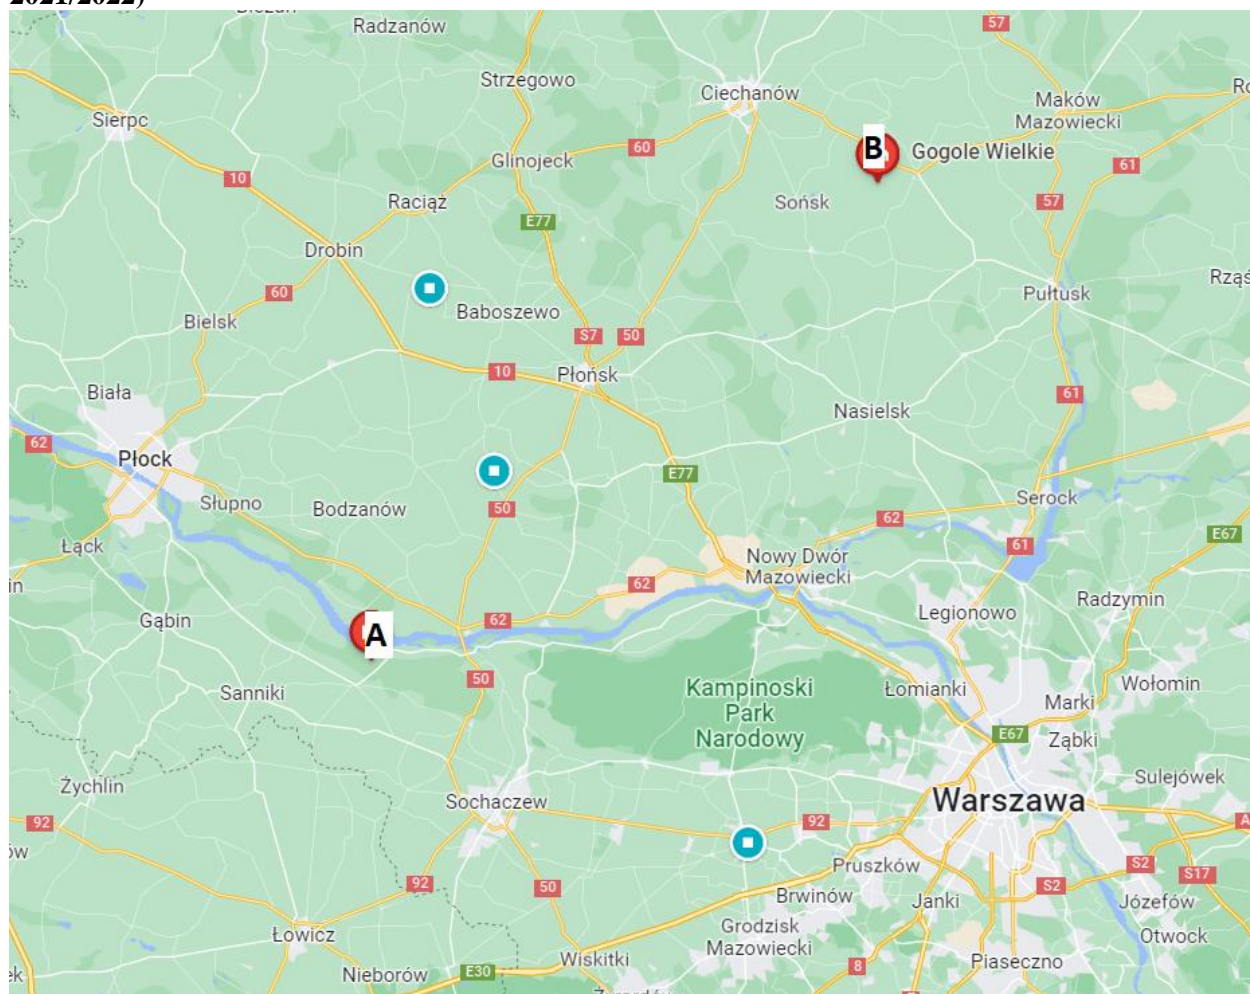 2021/2022)
Radzanów
57
Strzegowo
Ciechanów
Maków
Mazowiecki
Sierpc
60
B
Gogole Wielkie
Glinojeck
61
10
Raciąż
Sońsk
57
E77
Drobin
60
Pułtusk
Baboszewo
Bielsk
S7
50
10
Płońsk
Biała
61
Nasielsk
62
Płock
E77
Słupno
Bodzanów
50
Serock
62
E67
Łąck
61
Nowy Dwór
Mazowiecki
62
Radzymin
Gąbin
62
Legionowo
A
50
Kampinoski
Park
Narodowy
Łomianki
Wołomin
Sanniki
Marki
E67
Ząbki
Żychlin
Sulejówek
Sochaczew
Warszawa
92
92
Pruszków
S2
92
50
S2
S17
Brwinów
Janki
Józefów
Grodzisk
Mazowiecki
Łowicz
Otwock
Wiskitki
Piaseczno
Nieborów
E30
8